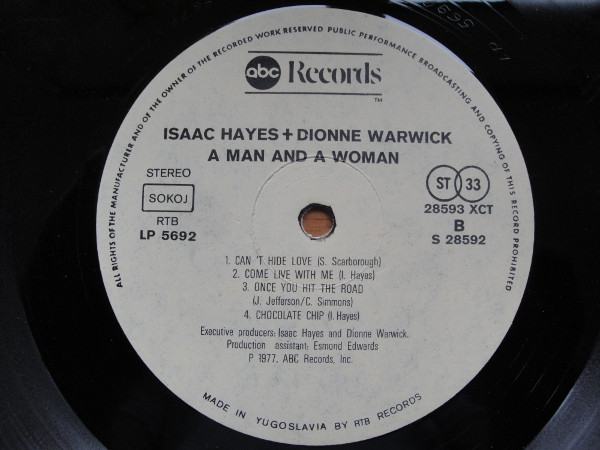 ALL RIGHTS OF THE MANUFACTURER AND OF THE OWNER OF THE RECORDED WORK RESERVED PUBLIC PERFORMANCE BROADCASTING AND COPYING OF THIS RECORD PROHIBITED
abc Records
TM
ISAAC HAYES + DIONNE WARWICK
A MAN AND A WOMAN
STEREO
SOKOJ
RTB
LP 5692
ST 33
28593 XCT
B
S 28592
1. CAN 'T HIDE LOVE (S. Scarborough)
2. COME LIVE WITH ME (I. Hayes)
3. ONCE YOU HIT THE ROAD
(J. Jefferson/C. Simmons)
4. CHOCOLATE CHIP (I. Hayes)
Executive producers: Isaac Hayes and Dionne Warwick.
Production assistant: Esmond Edwards
P 1977. ABC Records, Inc.
MADE IN YUGOSLAVIA BY RTB RECORDS